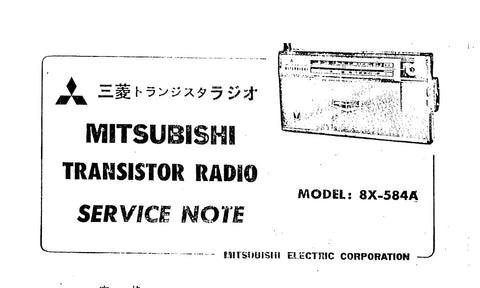 三菱トランジスタラジオ
MITSUBISHI
TRANSISTOR RADIO
SERVICE NOTE
MODEL: 8X-584A
MITSUBISHI ELECTRIC CORPORATION